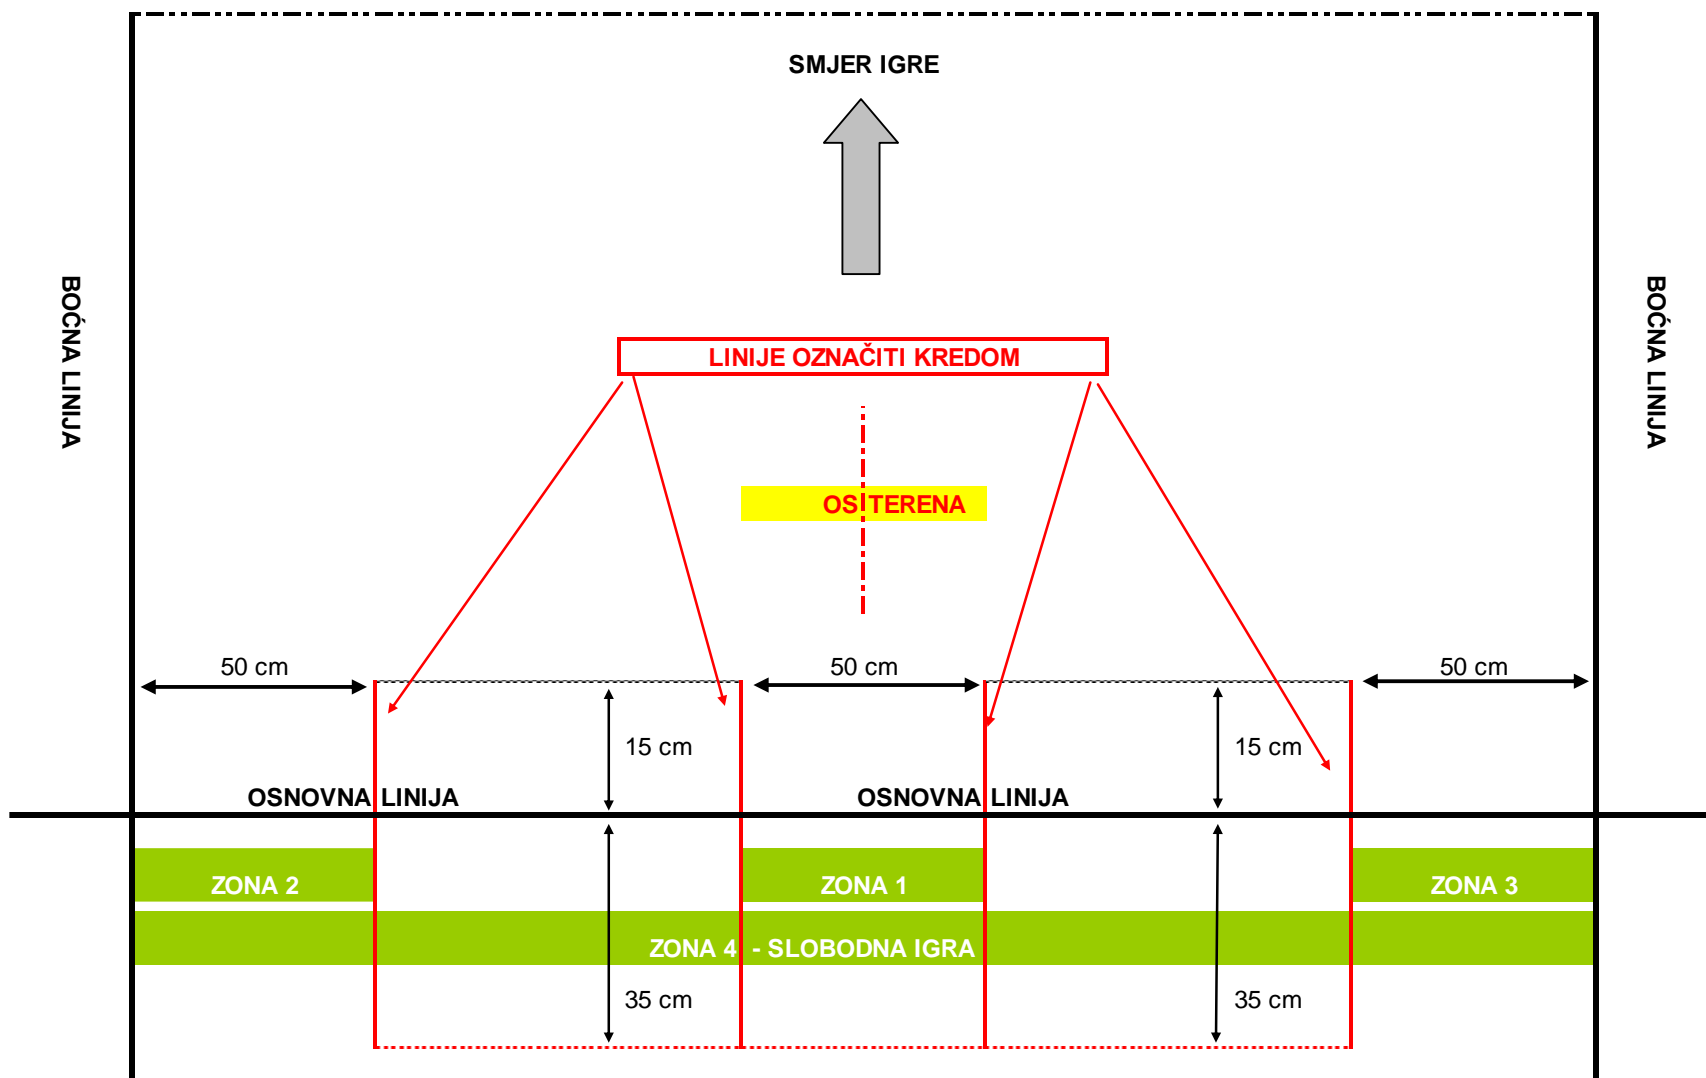 SMJER IGRE
BOĆNA LINIJA
BOĆNA LINIJA
LINIJE OZNAČITI KREDOM
OS TERENA
50 cm
50 cm
50 cm
15 cm
15 cm
OSNOVNA LINIJA
OSNOVNA LINIJA
ZONA 2
ZONA 1
ZONA 3
ZONA 4 - SLOBODNA IGRA
35 cm
35 cm